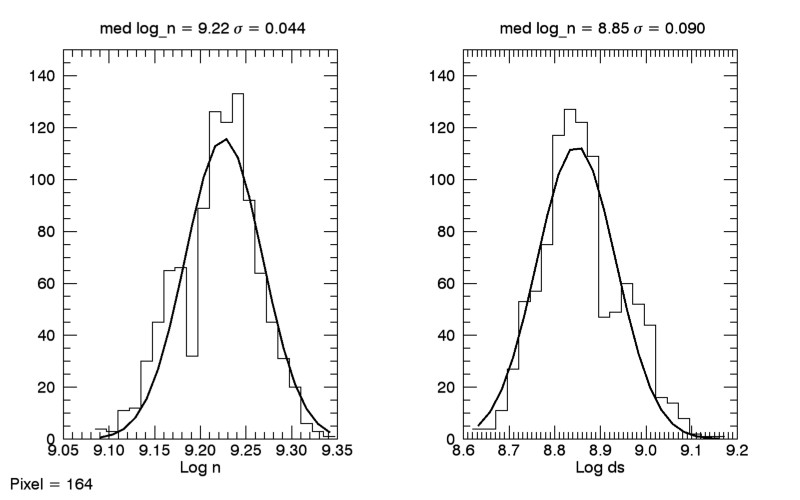 med log_n = 9.22 σ = 0.044
140
120
100
80
60
40
20
0
9.05 9.10 9.15 9.20 9.25 9.30 9.35
Log n
med log_n = 8.85 σ = 0.090
140
120
100
80
60
40
20
0
8.6 8.7 8.8 8.9 9.0 9.1 9.2
Log ds
Pixel = 164